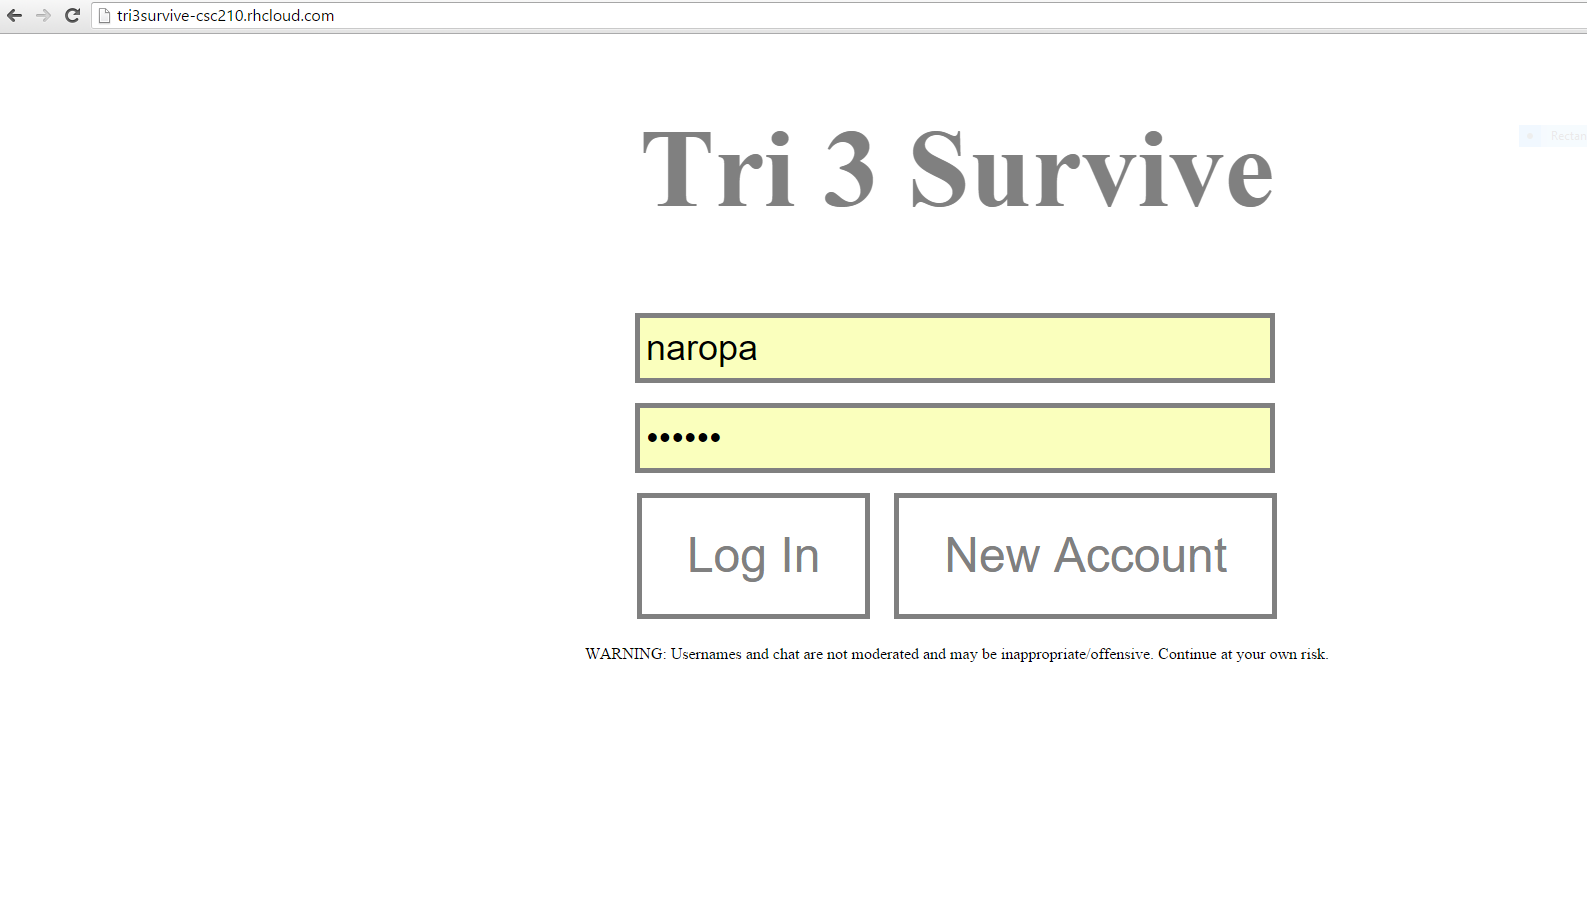 tri3survive-csc210.rhcloud.com
Rectan
Tri 3 Survive
naropa
••••••
Log In New Account
WARNING: Usernames and chat are not moderated and may be inappropriate/offensive. Continue at your own risk.